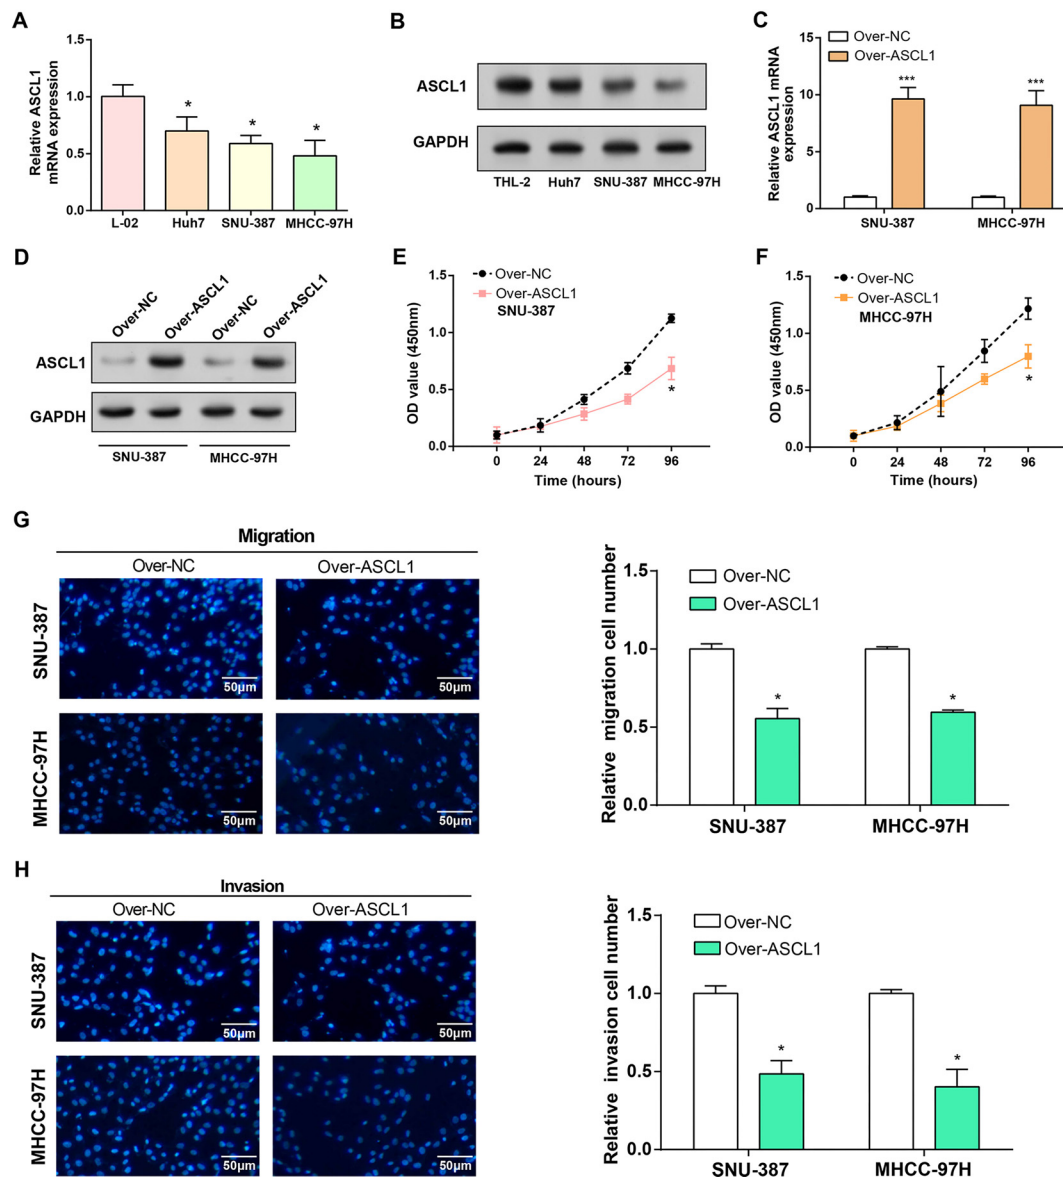 A
Relative ASCL1
mRNA expression
1.5
1.0
0.5
0.0
*
*
*
L-02
Huh7
SNU-387
MHCC-97H
B
ASCL1
GAPDH
THL-2
Huh7
SNU-387
MHCC-97H
C
Relative ASCL1 mRNA
expression
15
10
5
0
Over-NC
Over-ASCL1
***
***
SNU-387
MHCC-97H
D
Over-NC
Over-ASCL1
Over-NC
Over-ASCL1
ASCL1
GAPDH
SNU-387
MHCC-97H
E
OD value (450nm)
1.5
1.0
0.5
0.0
Over-NC
Over-ASCL1
SNU-387
*
0
24
48
72
96
Time (hours)
F
OD value (450nm)
1.5
1.0
0.5
0.0
Over-NC
Over-ASCL1
MHCC-97H
*
0
24
48
72
96
Time (hours)
G
Migration
Over-NC
Over-ASCL1
SNU-387
50μm
50μm
MHCC-97H
50μm
50μm
Relative migration cell number
1.5
1.0
0.5
0.0
Over-NC
Over-ASCL1
*
*
SNU-387
MHCC-97H
H
Invasion
Over-NC
Over-ASCL1
SNU-387
50μm
50μm
MHCC-97H
50μm
50μm
Relative invasion cell number
1.5
1.0
0.5
0.0
Over-NC
Over-ASCL1
*
*
SNU-387
MHCC-97H